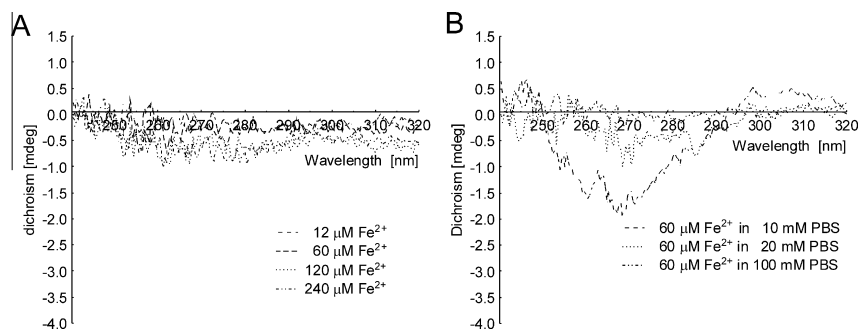 A
dichroism [mdeg]
1.5
1.0
0.5
0.0
-0.5
-1.0
-1.5
-2.0
-2.5
-3.0
-3.5
-4.0
250 260 270 280 290 300 310 320
Wavelength [nm]
12 μM Fe²⁺
60 μM Fe²⁺
120 μM Fe²⁺
240 μM Fe²⁺
B
Dichroism [mdeg]
1.5
1.0
0.5
0.0
-0.5
-1.0
-1.5
-2.0
-2.5
-3.0
-3.5
-4.0
250 260 270 280 290 300 310 320
Wavelength [nm]
60 μM Fe²⁺ in 10 mM PBS
60 μM Fe²⁺ in 20 mM PBS
60 μM Fe²⁺ in 100 mM PBS